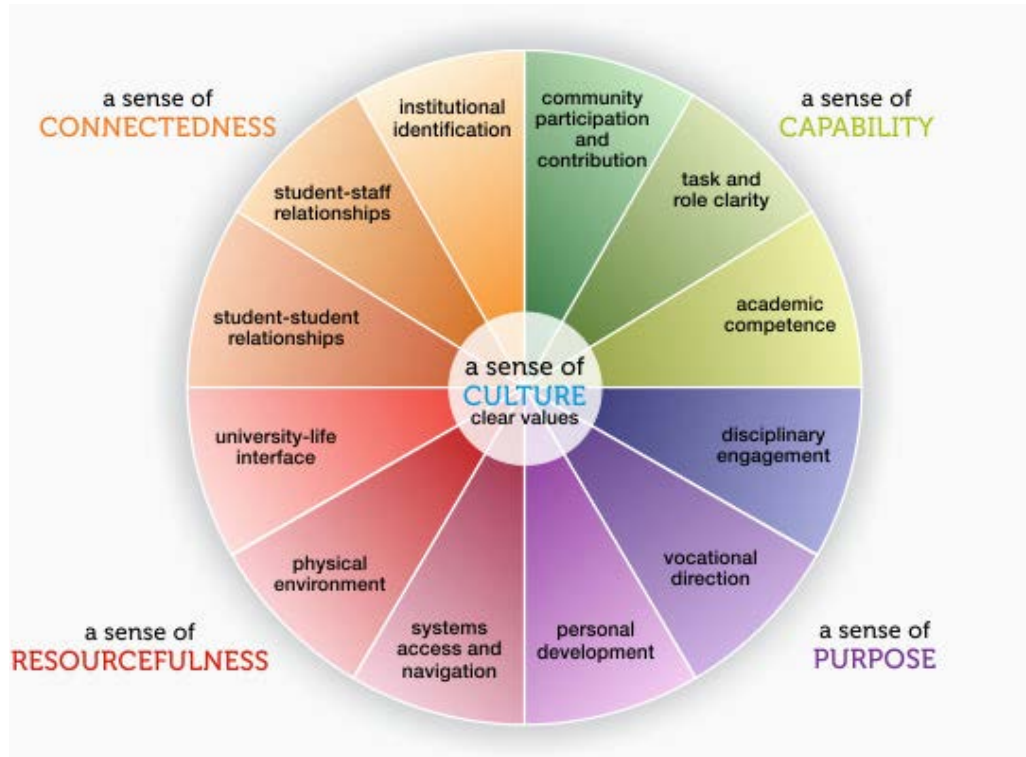 a sense of
CONNECTEDNESS
institutional
identification
student-staff
relationships
student-student
relationships
community
participation
and
contribution
task and
role clarity
academic
competence
a sense of
CAPABILITY
a sense of
CULTURE
clear values
university-life
interface
physical
environment
systems
access and
navigation
a sense of
RESOURCEFULNESS
disciplinary
engagement
vocational
direction
personal
development
a sense of
PURPOSE